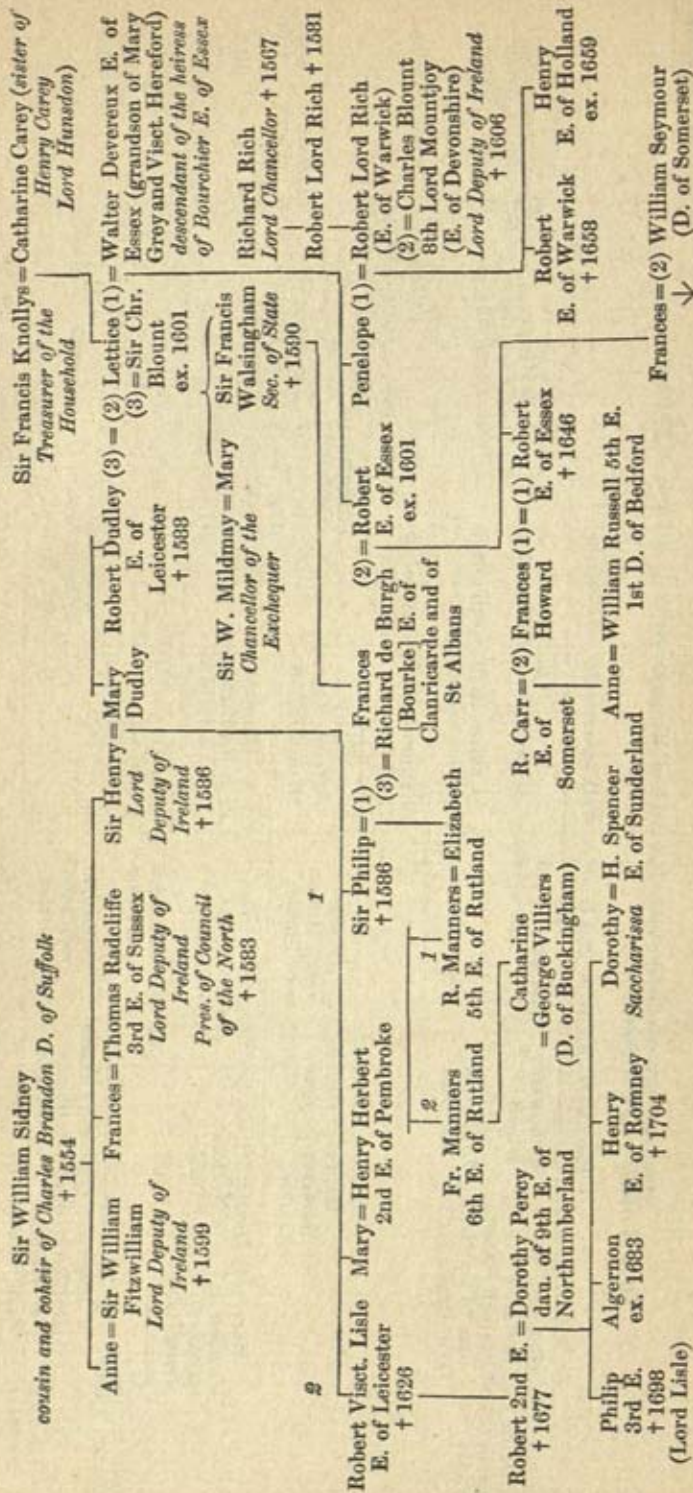 Sir William Sidney
cousin and coheir of Charles Brandon D. of Suffolk
† 1554
Sir Francis Knollys = Catharine Carey (sister of
Treasurer of the
Household
Henry Carey
Lord Hunsdon)
Anne = Sir William
Fitzwilliam
Lord Deputy of
Ireland
† 1599
Frances = Thomas Radcliffe
3rd E. of Sussex
Lord Deputy of
Ireland
Pres. of Council
of the North
† 1583
Sir Henry = Mary
Lord
Deputy of
Ireland
† 1586
Dudley
Robert Dudley (3) = (2) Lettice (1) = Walter Devereux E. of
E. of
Leicester
† 1588
(3) = Sir Chr.
Blount
ex. 1601
Essex (grandson of Mary
Grey and Visct. Hereford)
descendant of the heiress
of Bourchier E. of Essex
Sir W. Mildmay = Mary
Chancellor of the
Exchequer
Sir Francis
Walsingham
Sec. of State
† 1590
Richard Rich
Lord Chancellor † 1567
Robert Lord Rich † 1581
2
1
Robert Visct. Lisle
E. of Leicester
† 1626
Mary = Henry Herbert
2nd E. of Pembroke
Sir Philip = (1)
† 1586
Frances
(2) = Robert
E. of Essex
ex. 1601
(3) = Richard de Burgh
[Bourke] E. of
Clanricarde and of
St Albans
Penelope (1) = Robert Lord Rich
(E. of Warwick)
(2) = Charles Blount
8th Lord Mountjoy
(E. of Devonshire)
Lord Deputy of Ireland
† 1606
2
1
Fr. Manners
6th E. of Rutland
R. Manners = Elizabeth
5th E. of Rutland
Robert 2nd E. = Dorothy Percy
† 1677
dau. of 9th E. of
Northumberland
Catharine
= George Villiers
(D. of Buckingham)
R. Carr = (2) Frances (1) = (1) Robert
E. of
Somerset
Howard
E. of Essex
† 1646
Robert
E. of Warwick
† 1658
Henry
E. of Holland
ex. 1659
Philip
3rd E.
† 1698
(Lord Lisle)
Algernon
ex. 1683
Henry
E. of Romney
† 1704
Dorothy = H. Spencer
Saccharissa
E. of Sunderland
Anne = William Russell 5th E.
1st D. of Bedford
Frances = (2) William Seymour
(D. of Somerset)